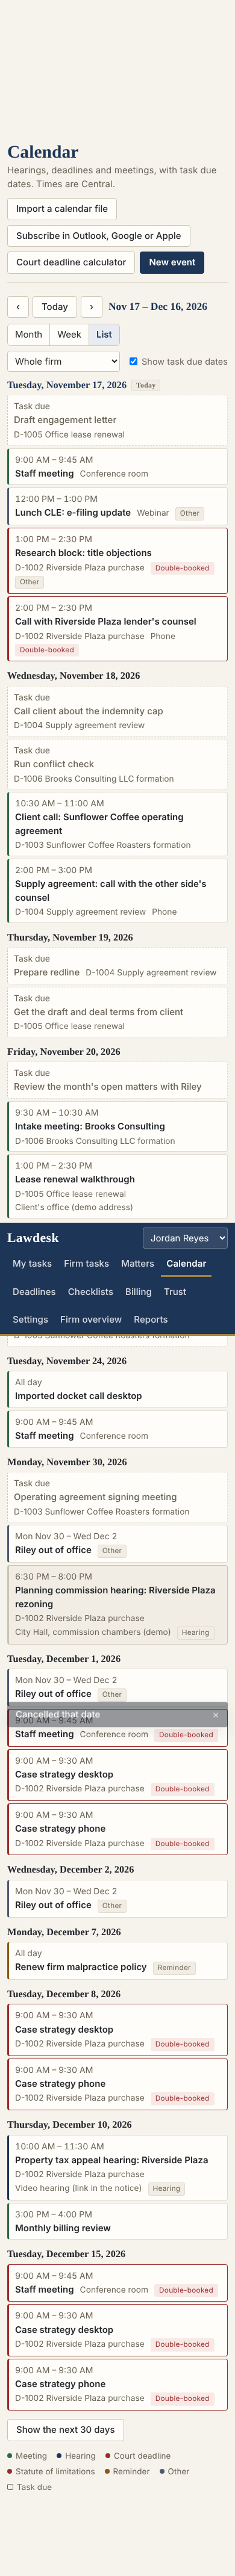 Calendar
Hearings, deadlines and meetings, with task due
dates. Times are Central.
Import a calendar file
Subscribe in Outlook, Google or Apple
Court deadline calculator
New event
‹
Today
›
Nov 17 – Dec 16, 2026
Month
Week
List
Whole firm
Show task due dates
Tuesday, November 17, 2026 Today
Task due
Draft engagement letter
D-1005 Office lease renewal
9:00 AM – 9:45 AM
Staff meeting Conference room
12:00 PM – 1:00 PM
Lunch CLE: e-filing update Webinar Other
1:00 PM – 2:30 PM
Research block: title objections
D-1002 Riverside Plaza purchase Double-booked
Other
2:00 PM – 2:30 PM
Call with Riverside Plaza lender's counsel
D-1002 Riverside Plaza purchase Phone
Double-booked
Wednesday, November 18, 2026
Task due
Call client about the indemnity cap
D-1004 Supply agreement review
Task due
Run conflict check
D-1006 Brooks Consulting LLC formation
10:30 AM – 11:00 AM
Client call: Sunflower Coffee operating
agreement
D-1003 Sunflower Coffee Roasters formation
2:00 PM – 3:00 PM
Supply agreement: call with the other side's
counsel
D-1004 Supply agreement review Phone
Thursday, November 19, 2026
Task due
Prepare redline D-1004 Supply agreement review
Task due
Get the draft and deal terms from client
D-1005 Office lease renewal
Friday, November 20, 2026
Task due
Review the month's open matters with Riley
9:30 AM – 10:30 AM
Intake meeting: Brooks Consulting
D-1006 Brooks Consulting LLC formation
1:00 PM – 2:30 PM
Lease renewal walkthrough
D-1005 Office lease renewal
Client's office (demo address)
Lawdesk
Jordan Reyes
My tasks Firm tasks Matters Calendar
Deadlines Checklists Billing Trust
Settings Firm overview Reports
D-1003 Sunflower Coffee Roasters formation
Tuesday, November 24, 2026
All day
Imported docket call desktop
9:00 AM – 9:45 AM
Staff meeting Conference room
Monday, November 30, 2026
Task due
Operating agreement signing meeting
D-1003 Sunflower Coffee Roasters formation
Mon Nov 30 – Wed Dec 2
Riley out of office Other
6:30 PM – 8:00 PM
Planning commission hearing: Riverside Plaza
rezoning
D-1002 Riverside Plaza purchase
City Hall, commission chambers (demo) Hearing
Tuesday, December 1, 2026
Mon Nov 30 – Wed Dec 2
Riley out of office Other
9:00 AM – 9:45 AM
Cancelled that date ×
Staff meeting Conference room Double-booked
9:00 AM – 9:30 AM
Case strategy desktop
D-1002 Riverside Plaza purchase Double-booked
9:00 AM – 9:30 AM
Case strategy phone
D-1002 Riverside Plaza purchase Double-booked
Wednesday, December 2, 2026
Mon Nov 30 – Wed Dec 2
Riley out of office Other
Monday, December 7, 2026
All day
Renew firm malpractice policy Reminder
Tuesday, December 8, 2026
9:00 AM – 9:30 AM
Case strategy desktop
D-1002 Riverside Plaza purchase Double-booked
9:00 AM – 9:30 AM
Case strategy phone
D-1002 Riverside Plaza purchase Double-booked
Thursday, December 10, 2026
10:00 AM – 11:30 AM
Property tax appeal hearing: Riverside Plaza
D-1002 Riverside Plaza purchase
Video hearing (link in the notice) Hearing
3:00 PM – 4:00 PM
Monthly billing review
Tuesday, December 15, 2026
9:00 AM – 9:45 AM
Staff meeting Conference room Double-booked
9:00 AM – 9:30 AM
Case strategy desktop
D-1002 Riverside Plaza purchase Double-booked
9:00 AM – 9:30 AM
Case strategy phone
D-1002 Riverside Plaza purchase Double-booked
Show the next 30 days
Meeting Hearing Court deadline
Statute of limitations Reminder Other
Task due